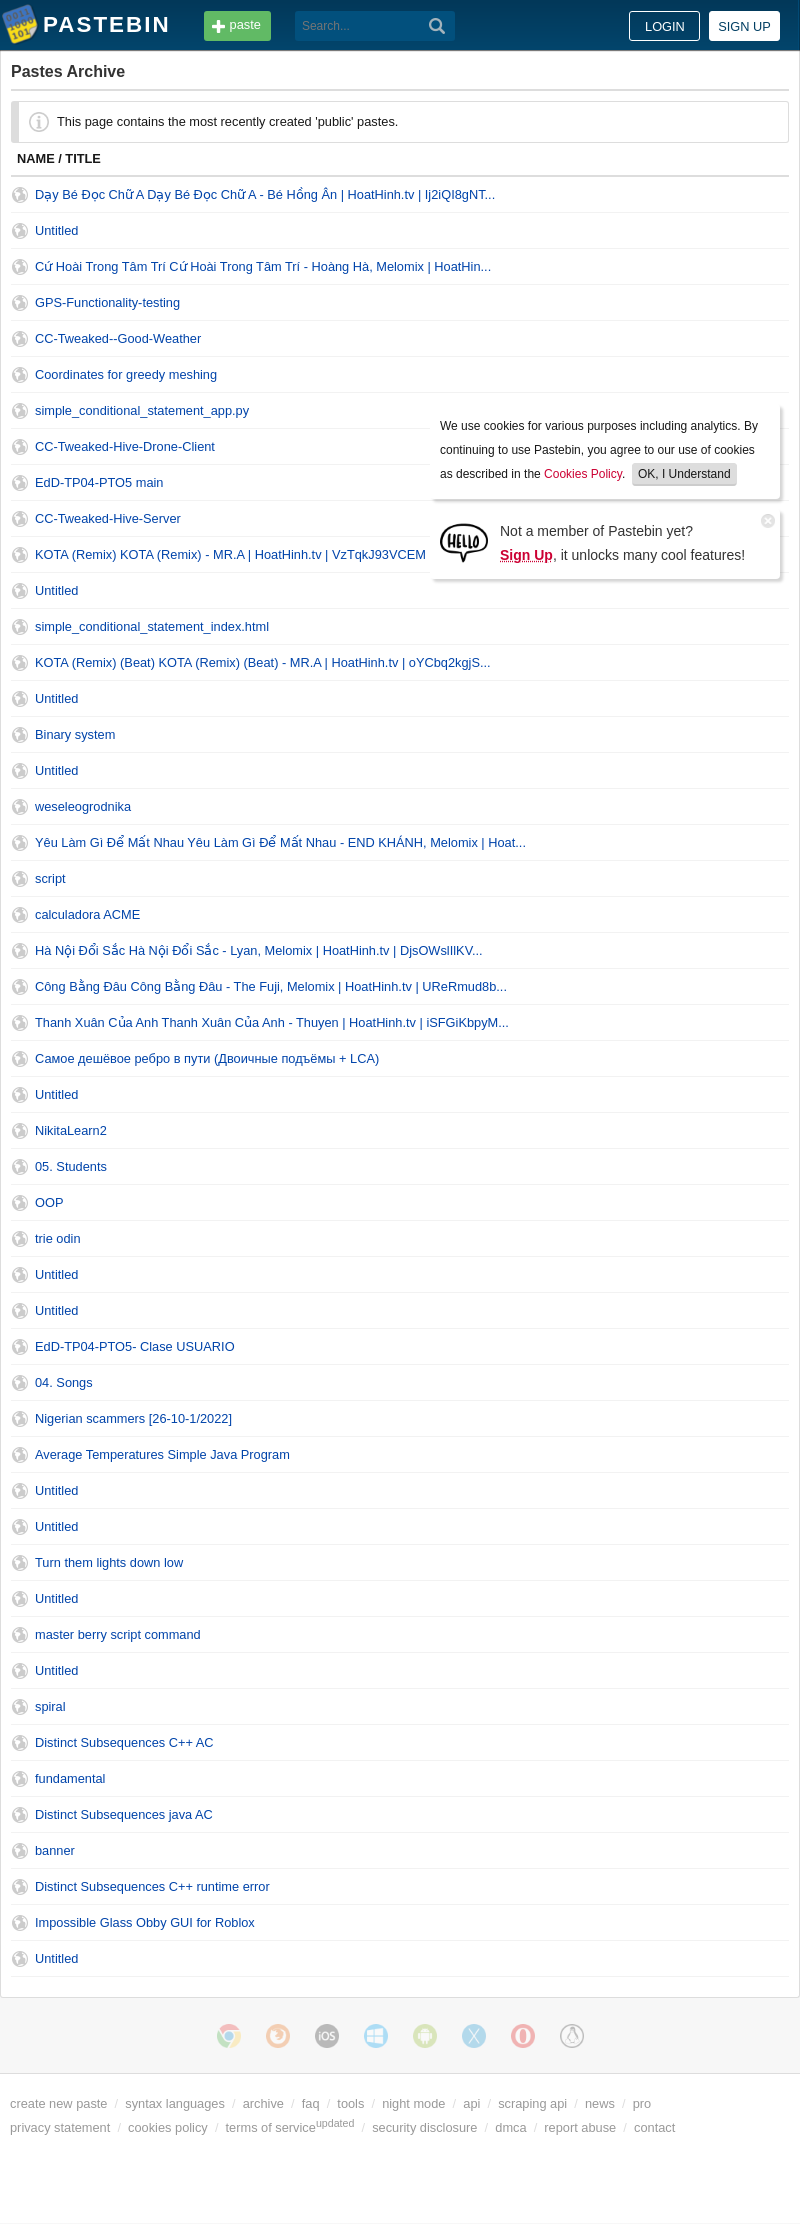 PASTEBIN
paste
Search...
LOGIN
SIGN UP
Pastes Archive
This page contains the most recently created 'public' pastes.
NAME / TITLE
Dạy Bé Đọc Chữ A Dạy Bé Đọc Chữ A - Bé Hồng Ân | HoatHinh.tv | Ij2iQI8gNT...
Untitled
Cứ Hoài Trong Tâm Trí Cứ Hoài Trong Tâm Trí - Hoàng Hà, Melomix | HoatHin...
GPS-Functionality-testing
CC-Tweaked--Good-Weather
Coordinates for greedy meshing
simple_conditional_statement_app.py
CC-Tweaked-Hive-Drone-Client
EdD-TP04-PTO5 main
CC-Tweaked-Hive-Server
KOTA (Remix) KOTA (Remix) - MR.A | HoatHinh.tv | VzTqkJ93VCEM
We use cookies for various purposes including analytics. By
continuing to use Pastebin, you agree to our use of cookies
as described in the Cookies Policy. OK, I Understand
HELLO
Not a member of Pastebin yet?
Sign Up, it unlocks many cool features!
Untitled
simple_conditional_statement_index.html
KOTA (Remix) (Beat) KOTA (Remix) (Beat) - MR.A | HoatHinh.tv | oYCbq2kgjS...
Untitled
Binary system
Untitled
weseleogrodnika
Yêu Làm Gì Để Mất Nhau Yêu Làm Gì Để Mất Nhau - END KHÁNH, Melomix | Hoat...
script
calculadora ACME
Hà Nội Đổi Sắc Hà Nội Đổi Sắc - Lyan, Melomix | HoatHinh.tv | DjsOWslIlKV...
Công Bằng Đâu Công Bằng Đâu - The Fuji, Melomix | HoatHinh.tv | UReRmud8b...
Thanh Xuân Của Anh Thanh Xuân Của Anh - Thuyen | HoatHinh.tv | iSFGiKbpyM...
Самое дешёвое ребро в пути (Двоичные подъёмы + LCA)
Untitled
NikitaLearn2
05. Students
OOP
trie odin
Untitled
Untitled
EdD-TP04-PTO5- Clase USUARIO
04. Songs
Nigerian scammers [26-10-1/2022]
Average Temperatures Simple Java Program
Untitled
Untitled
Turn them lights down low
Untitled
master berry script command
Untitled
spiral
Distinct Subsequences C++ AC
fundamental
Distinct Subsequences java AC
banner
Distinct Subsequences C++ runtime error
Impossible Glass Obby GUI for Roblox
Untitled
iOS
create new paste / syntax languages / archive / faq / tools / night mode / api / scraping api / news / pro
privacy statement / cookies policy / terms of service updated / security disclosure / dmca / report abuse / contact